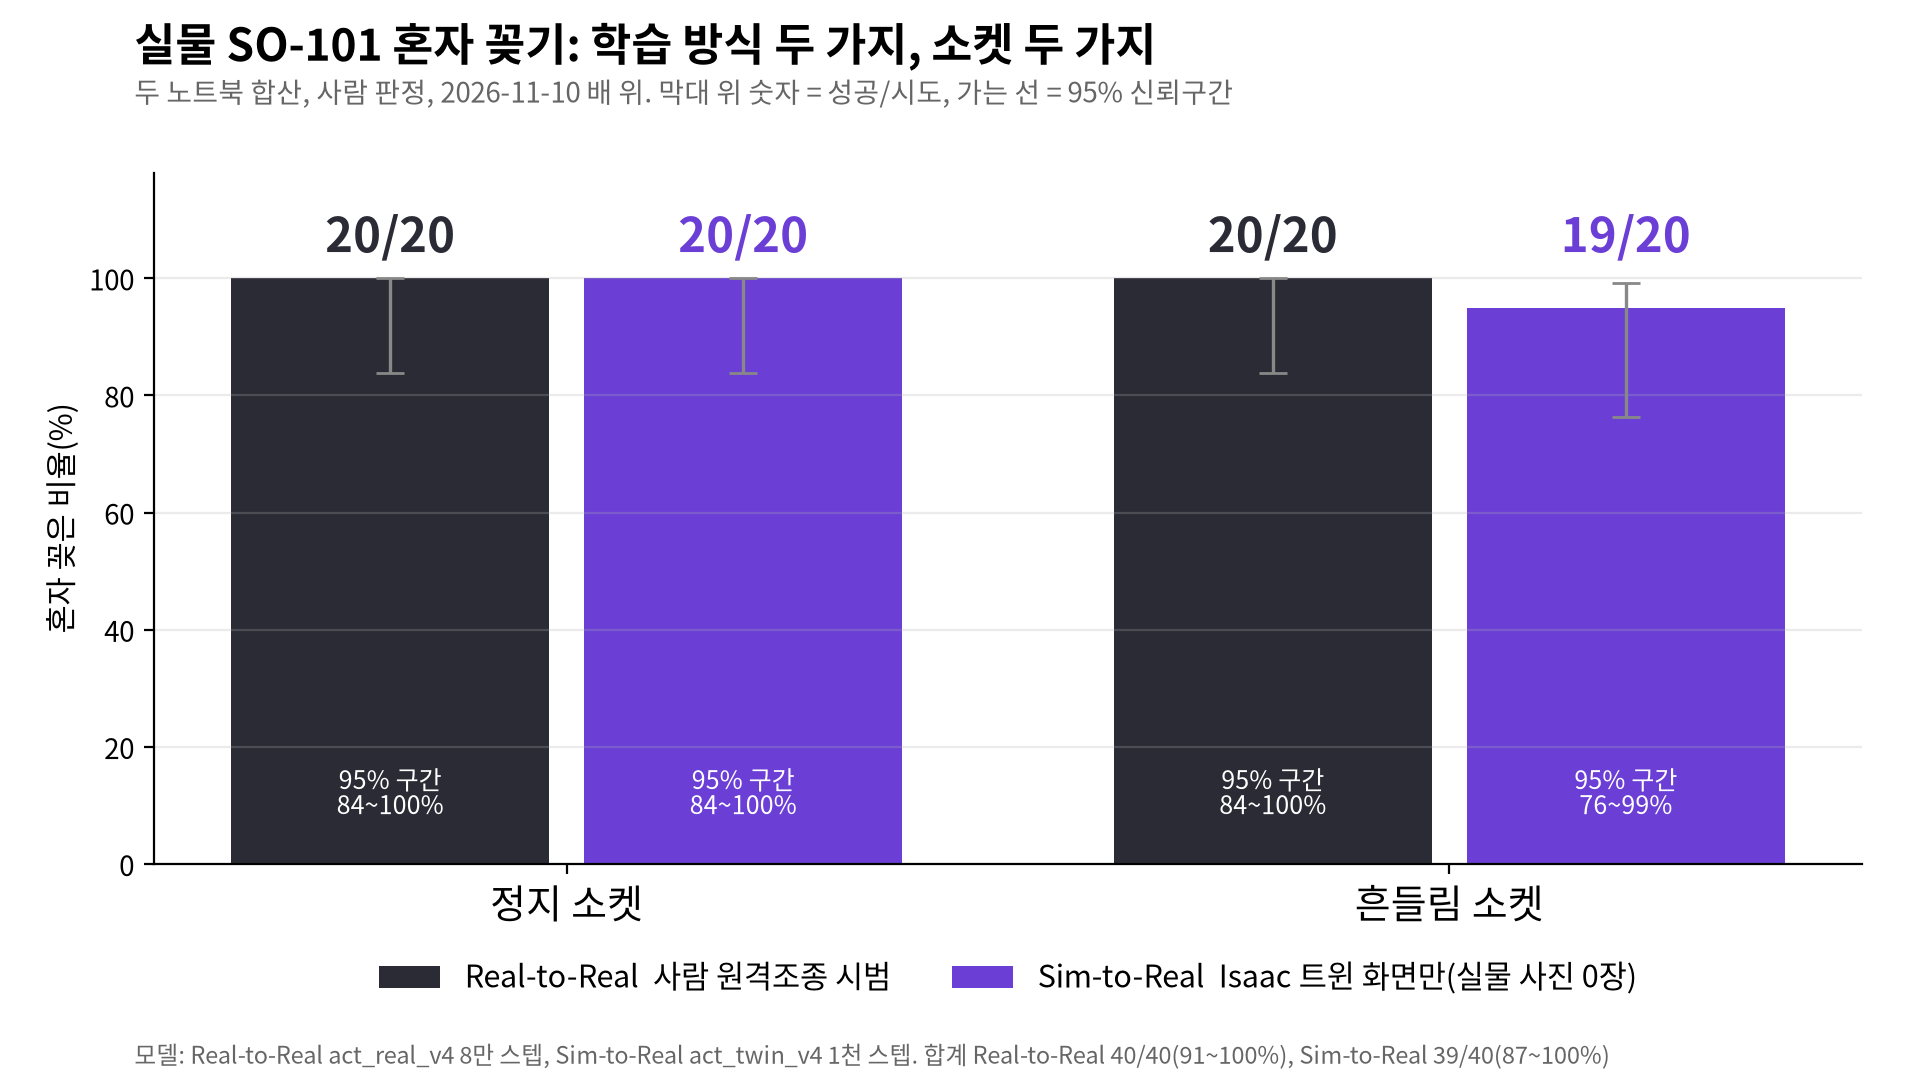 실물 SO-101 혼자 꽂기: 학습 방식 두 가지, 소켓 두 가지
두 노트북 합산, 사람 판정, 2026-11-10 배 위. 막대 위 숫자 = 성공/시도, 가는 선 = 95% 신뢰구간
20/20
20/20
20/20
19/20
혼자 꽂은 비율(%)
100
80
60
40
20
0
95% 구간
84~100%
95% 구간
84~100%
95% 구간
84~100%
95% 구간
76~99%
정지 소켓
흔들림 소켓
Real-to-Real 사람 원격조종 시범
Sim-to-Real Isaac 트윈 화면만(실물 사진 0장)
모델: Real-to-Real act_real_v4 8만 스텝, Sim-to-Real act_twin_v4 1천 스텝. 합계 Real-to-Real 40/40(91~100%), Sim-to-Real 39/40(87~100%)